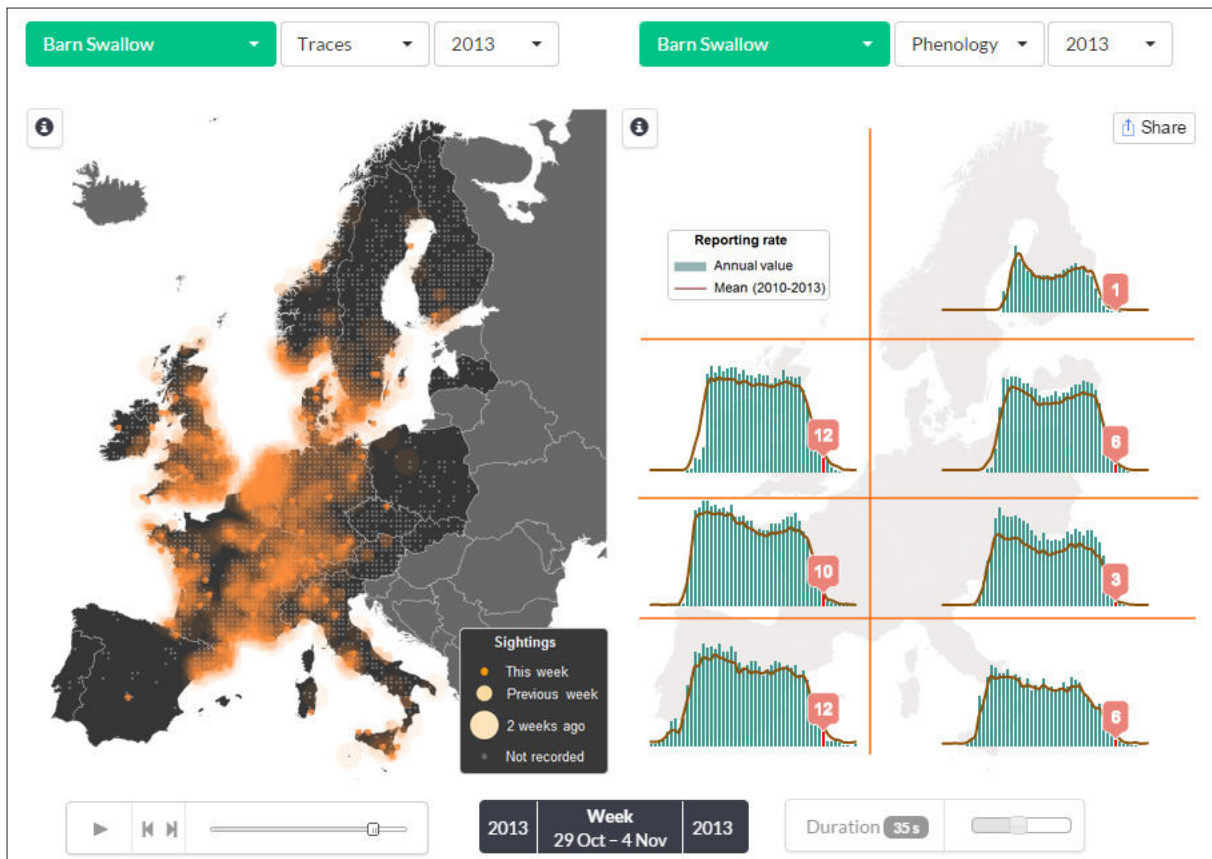 Barn Swallow
Traces
2013
Barn Swallow
Phenology
2013
Share
Reporting rate
Annual value
Mean (2010-2013)
1
12
6
10
3
12
6
Sightings
This week
Previous week
2 weeks ago
Not recorded
2013
Week
29 Oct – 4 Nov
2013
Duration 35 s